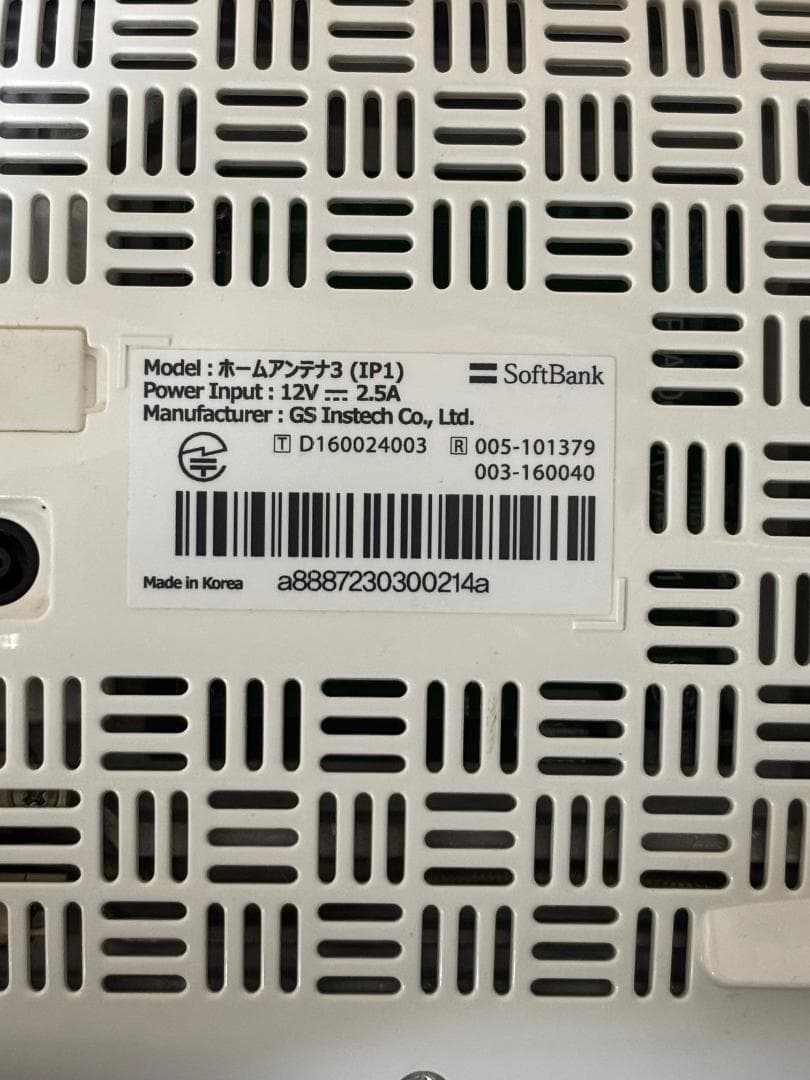 Model : ホームアンテナ3 (IP1)
SoftBank
Power Input : 12V ⎓ 2.5A
Manufacturer : GS Instech Co., Ltd.
T D160024003 R 005-101379
003-160040
Made in Korea a8887230300214a